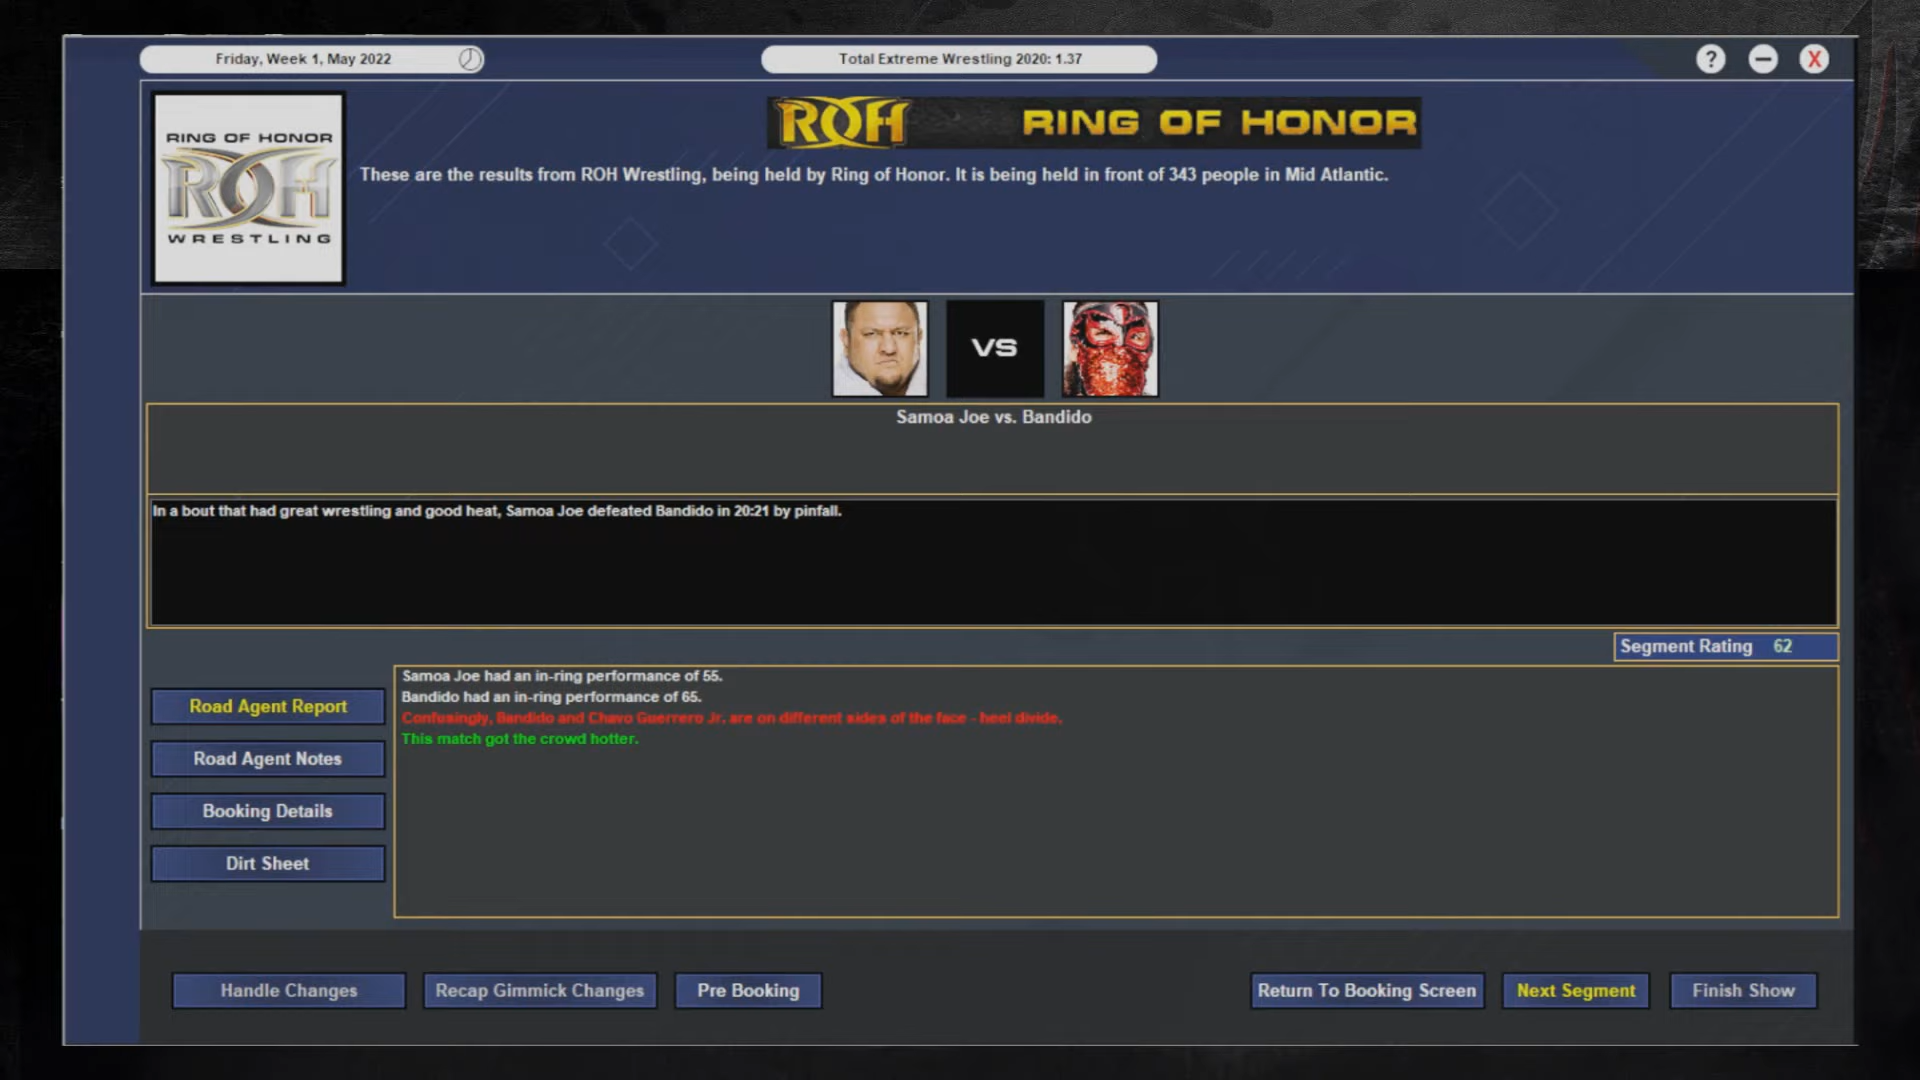 Friday, Week 1, May 2022
Total Extreme Wrestling 2020: 1.37
?
X
RING OF HONOR
ROH
WRESTLING
ROH RING OF HONOR
These are the results from ROH Wrestling, being held by Ring of Honor. It is being held in front of 343 people in Mid Atlantic.
VS
Samoa Joe vs. Bandido
In a bout that had great wrestling and good heat, Samoa Joe defeated Bandido in 20:21 by pinfall.
Segment Rating 62
Road Agent Report
Road Agent Notes
Booking Details
Dirt Sheet
Samoa Joe had an in-ring performance of 55.
Bandido had an in-ring performance of 65.
Confusingly, Bandido and Chavo Guerrero Jr. are on different sides of the face - heel divide.
This match got the crowd hotter.
Handle Changes
Recap Gimmick Changes
Pre Booking
Return To Booking Screen
Next Segment
Finish Show